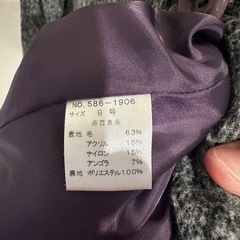 NO. 586-1906
サイズ 9 号
品質表示
表地 毛 63%
アクリル 15%
ナイロン 15%
アンゴラ 7%
裏地 ポリエステル100%